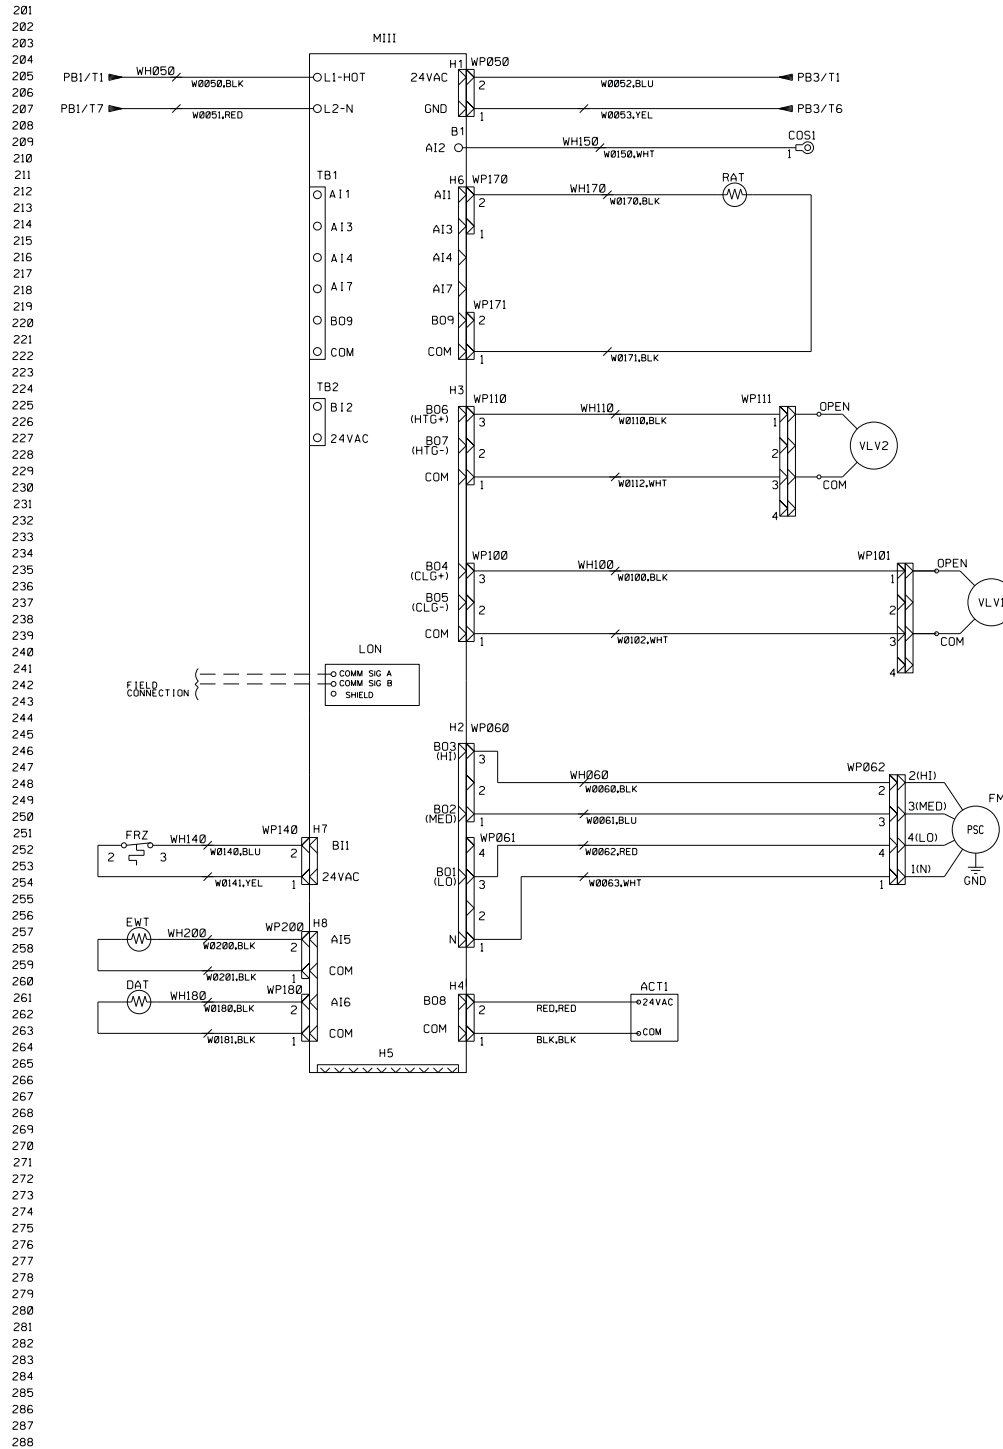 201
202
203
MIII
204
H1 WP050
205 PB1/T1 WH050 L1-HOT 24VAC PB3/T1
W0050,BLK 2 W0052,BLU
206
207 PB1/T7 L2-N GND PB3/T6
W0051,RED 1 W0053,YEL
208
B1 COS1
209 AI2 WH150
W0150,WHT 1
210
211 TB1 H6 WP170 RAT
212 AI1 AI1 WH170
2 W0170,BLK
213
214 AI3 AI3 1
215
216 AI4 AI4
217
218 AI7 AI7
219 WP171
220 BO9 BO9 2
221
222 COM COM 1 W0171,BLK
223
224 TB2 H3
225 BI2 BO6 WP110 WH110 WP111 OPEN
226 (HTG+) 3 W0110,BLK 1
227 24VAC BO7 VLV2
228 (HTG-) 2 2
229 COM
230 1 W0112,WHT 3 COM
231
232 4
233
234 WP100 WP101
235 BO4 WH100 OPEN
(CLG+) 3 W0100,BLK 1
236
237 BO5 VLV1
(CLG-) 2 2
238
239 COM 1 W0102,WHT 3 COM
240 LON
241 COMM SIG A 4
242 FIELD COMM SIG B
CONNECTION ( SHIELD
243
244
245 H2 WP060
246 BO3
(HI) 3
247 WH060 WP062 2(HI)
248 2 W0060,BLK 2
249 FM
250 BO2 3(MED)
(MED) 1 W0061,BLU 3 PSC
251 FRZ WH140 WP140 H7 WP061 4(LO)
252 2 3 W0140,BLU 2 BI1 4 W0062,RED 4
253 BO1 1(N)
254 W0141,YEL 1 24VAC (LO) 3 W0063,WHT 1 GND
255
256 EWT H8 2
257 WH200 WP200 AI5 N
258 W0200,BLK 2 1
259 COM
260 DAT W0201,BLK 1 WP180 H4 ACT1
261 WH180 AI6 BO8 24VAC
262 W0180,BLK 2 2 RED,RED
263 COM COM COM
W0181,BLK 1 1 BLK,BLK
264 H5
265
266
267
268
269
270
271
272
273
274
275
276
277
278
279
280
281
282
283
284
285
286
287
288